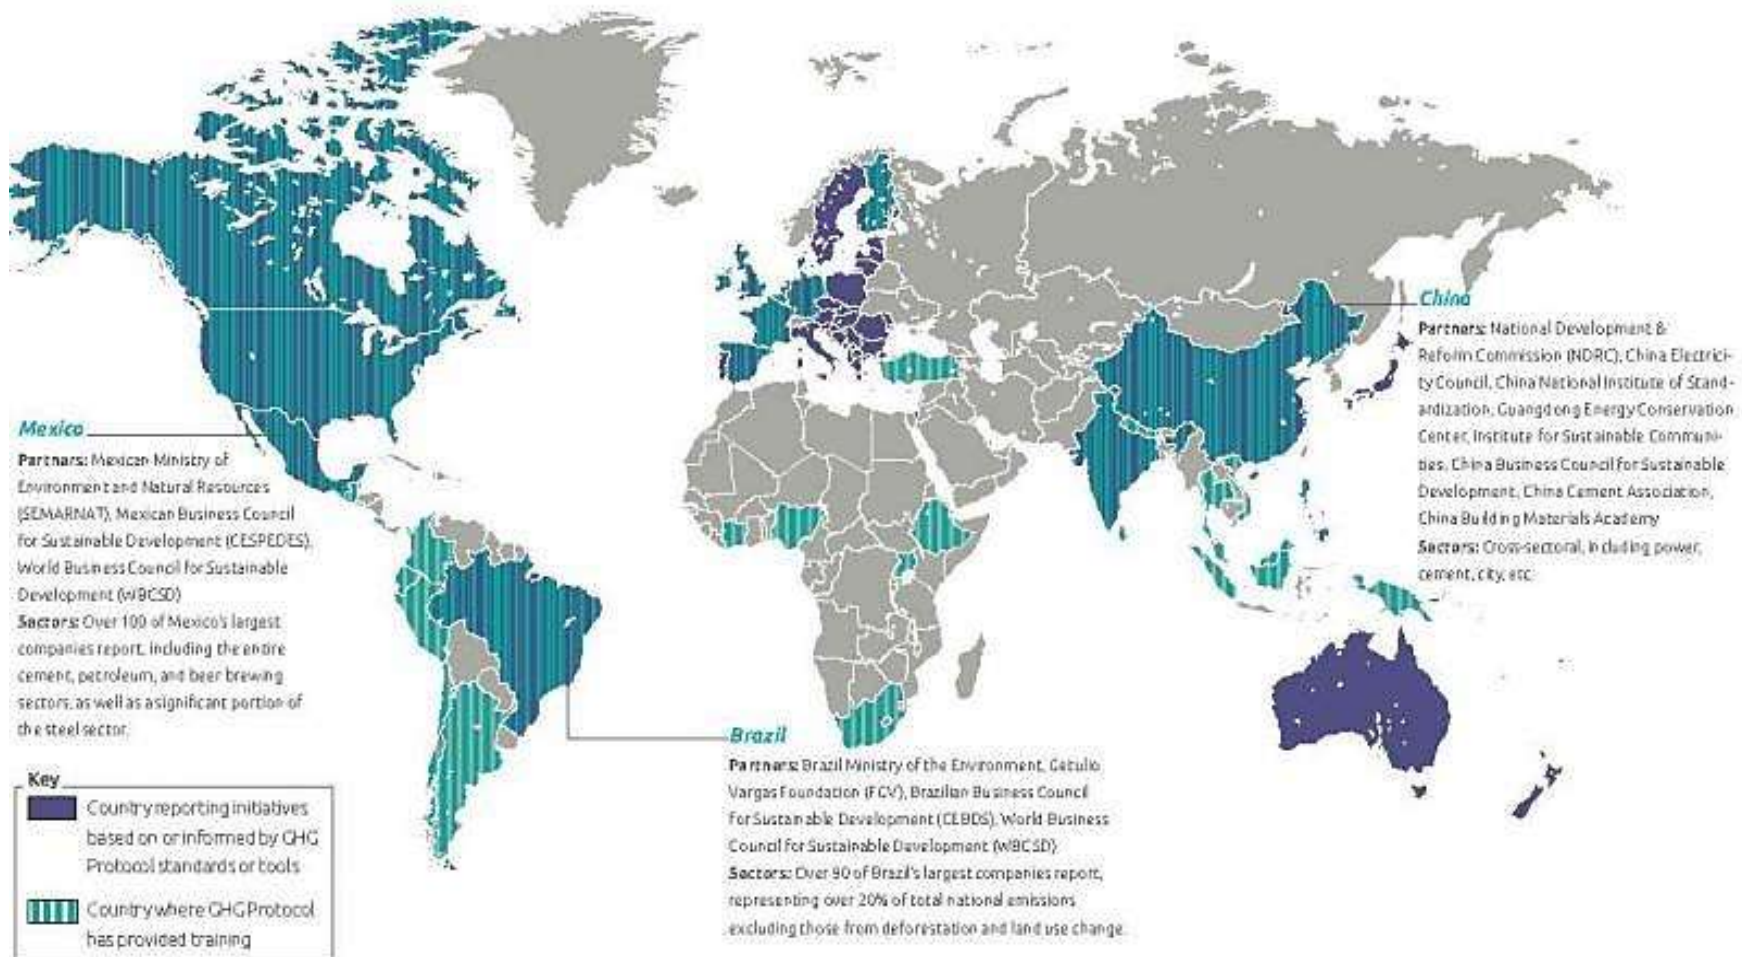 Mexico
Partners: Mexican Ministry of
Environment and Natural Resources
(SEMARNAT), Mexican Business Council
for Sustainable Development (CESPEDES),
World Business Council for Sustainable
Development (WBCSD)
Sectors: Over 100 of Mexico's largest
companies report, including the entire
cement, petroleum, and beer brewing
sectors, as well as a significant portion of
the steel sector.
China
Partners: National Development &
Reform Commission (NDRC), China Electrici-
ty Council, China National Institute of Stand-
ardization, Guangdong Energy Conservation
Center, Institute for Sustainable Communi-
ties, China Business Council for Sustainable
Development, China Cement Association,
China Building Materials Academy
Sectors: Cross-sectoral, including power,
cement, city, etc
Brazil
Partners: Brazil Ministry of the Environment, Getulio
Vargas Foundation (FGV), Brazilian Business Council
for Sustainable Development (CEBDS), World Business
Council for Sustainable Development (WBCSD)
Sectors: Over 90 of Brazil's largest companies report,
representing over 20% of total national emissions
excluding those from deforestation and land use change.
Key
Country reporting initiatives
based on or informed by GHG
Protocol standards or tools
Country where GHG Protocol
has provided training